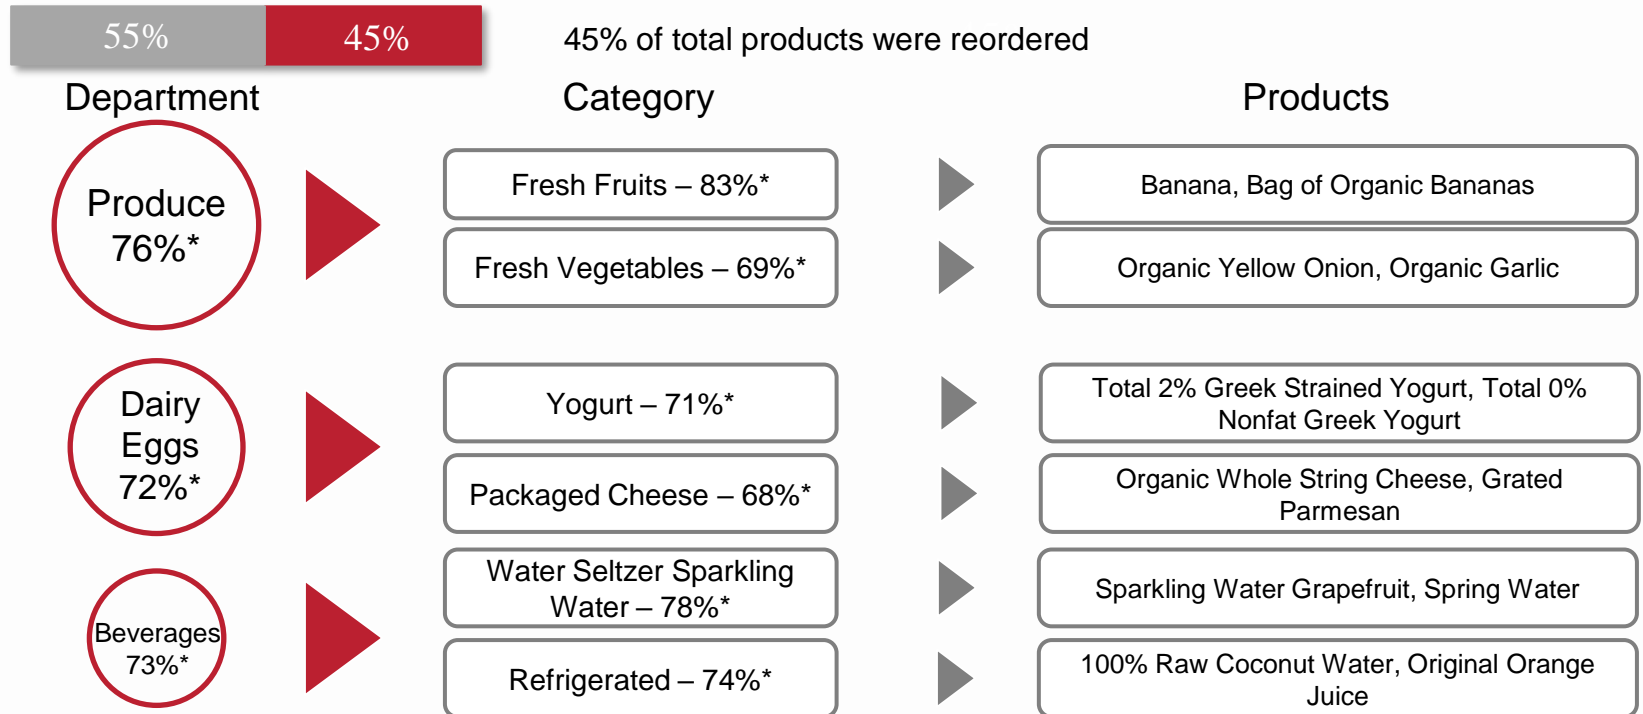 55%
45%
45% of total products were reordered
Department
Category
Products
Produce
76%*
Fresh Fruits – 83%*
Banana, Bag of Organic Bananas
Fresh Vegetables – 69%*
Organic Yellow Onion, Organic Garlic
Dairy
Eggs
72%*
Yogurt – 71%*
Total 2% Greek Strained Yogurt, Total 0%
Nonfat Greek Yogurt
Packaged Cheese – 68%*
Organic Whole String Cheese, Grated
Parmesan
Beverages
73%*
Water Seltzer Sparkling
Water – 78%*
Sparkling Water Grapefruit, Spring Water
Refrigerated – 74%*
100% Raw Coconut Water, Original Orange
Juice